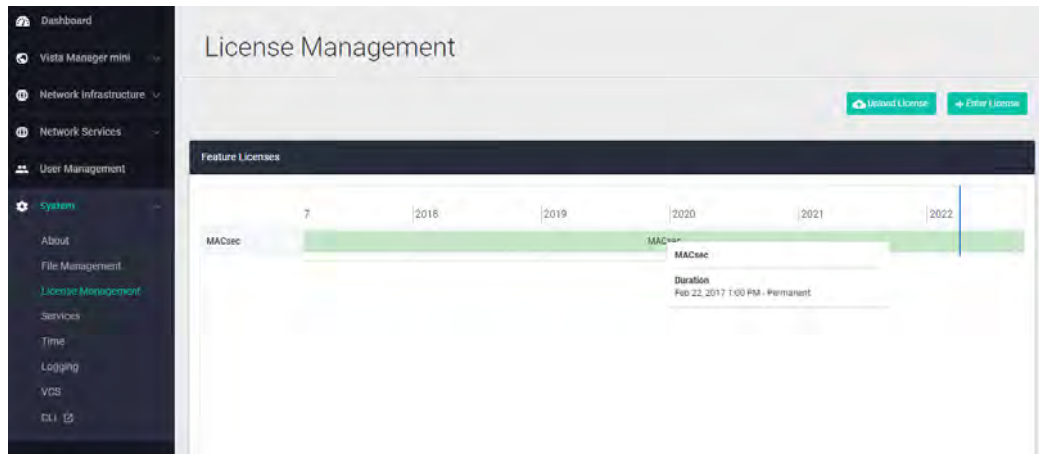 Dashboard
Vista Manager mini
Network Infrastructure
Network Services
User Management
System
About
File Management
License Management
Services
Time
Logging
VCS
CLI
License Management
Upload License
+ Enter License
Feature Licenses
7 2018 2019 2020 2021 2022
MACsec
MACsec
MACsec
Duration
Feb 22, 2017 1:00 PM - Permanent